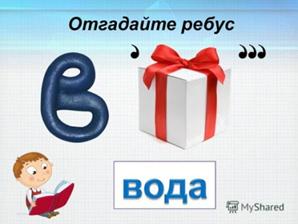 Отгадайте ребус
В , ,,,
вода
MyShared